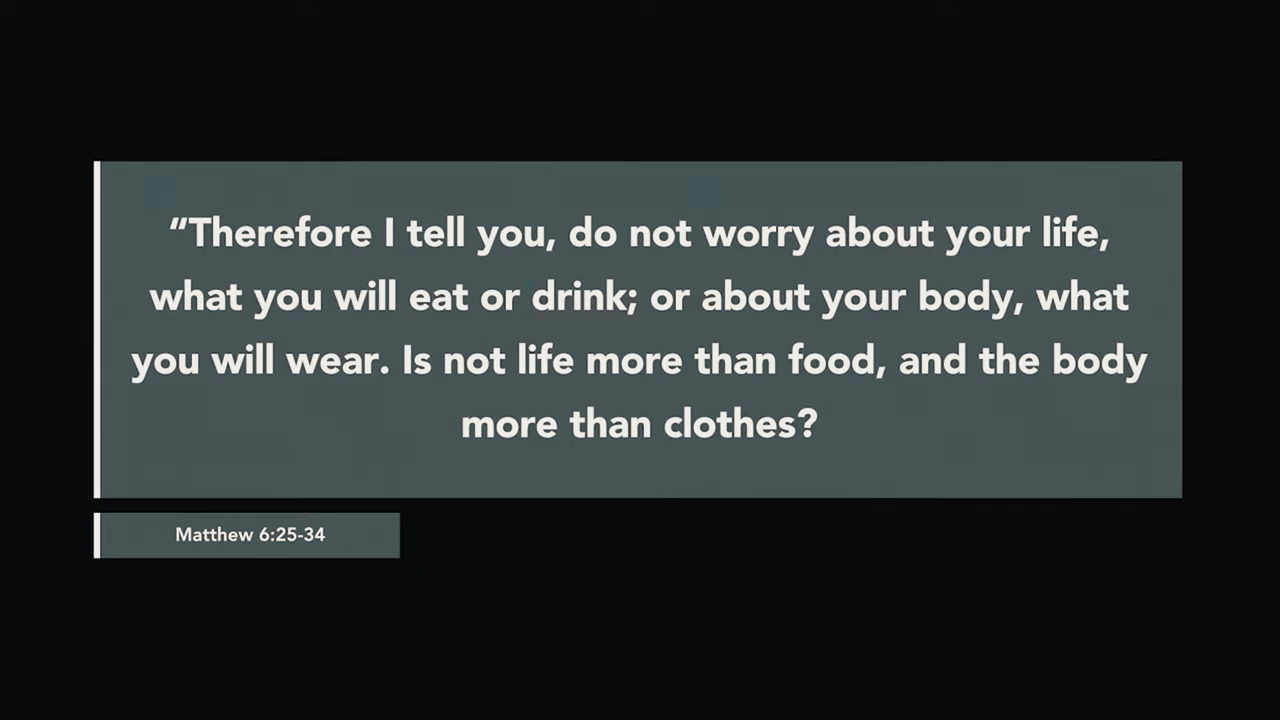 “Therefore I tell you, do not worry about your life,
what you will eat or drink; or about your body, what
you will wear. Is not life more than food, and the body
more than clothes?
Matthew 6:25-34